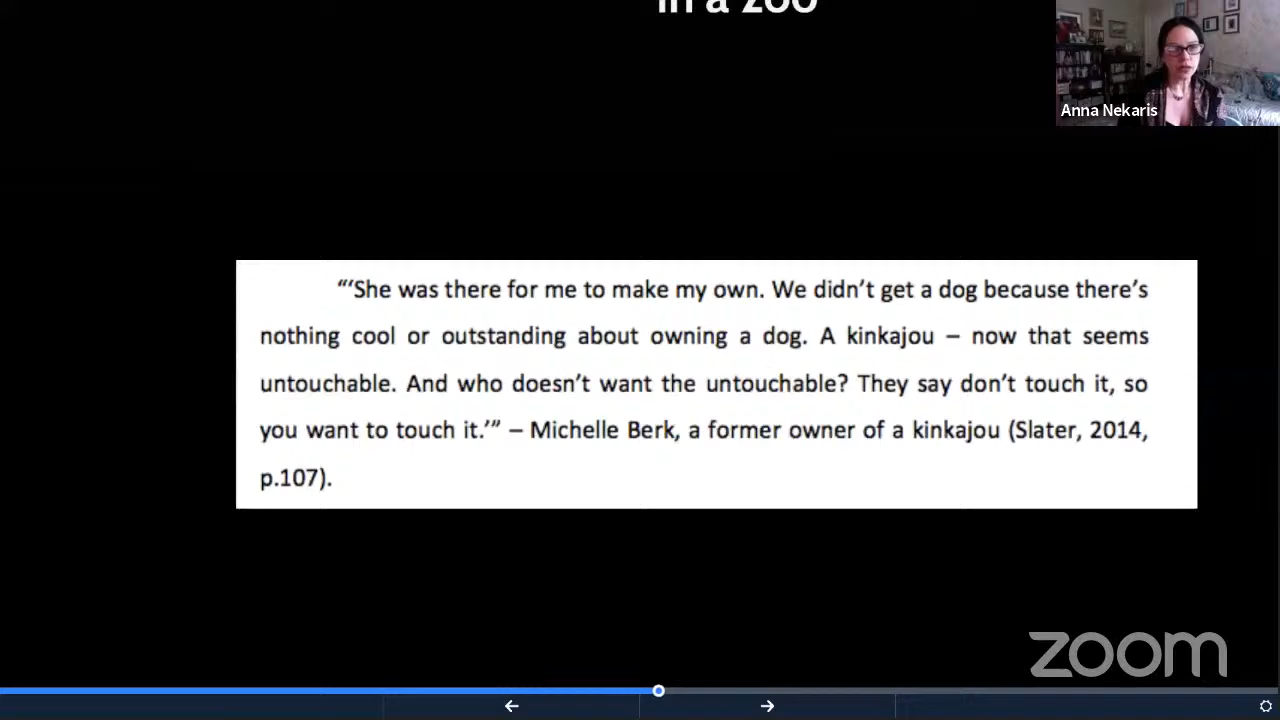 in a zoo
Anna Nekaris
“‘She was there for me to make my own. We didn’t get a dog because there’s
nothing cool or outstanding about owning a dog. A kinkajou – now that seems
untouchable. And who doesn’t want the untouchable? They say don’t touch it, so
you want to touch it.’” – Michelle Berk, a former owner of a kinkajou (Slater, 2014,
p.107).
zoom